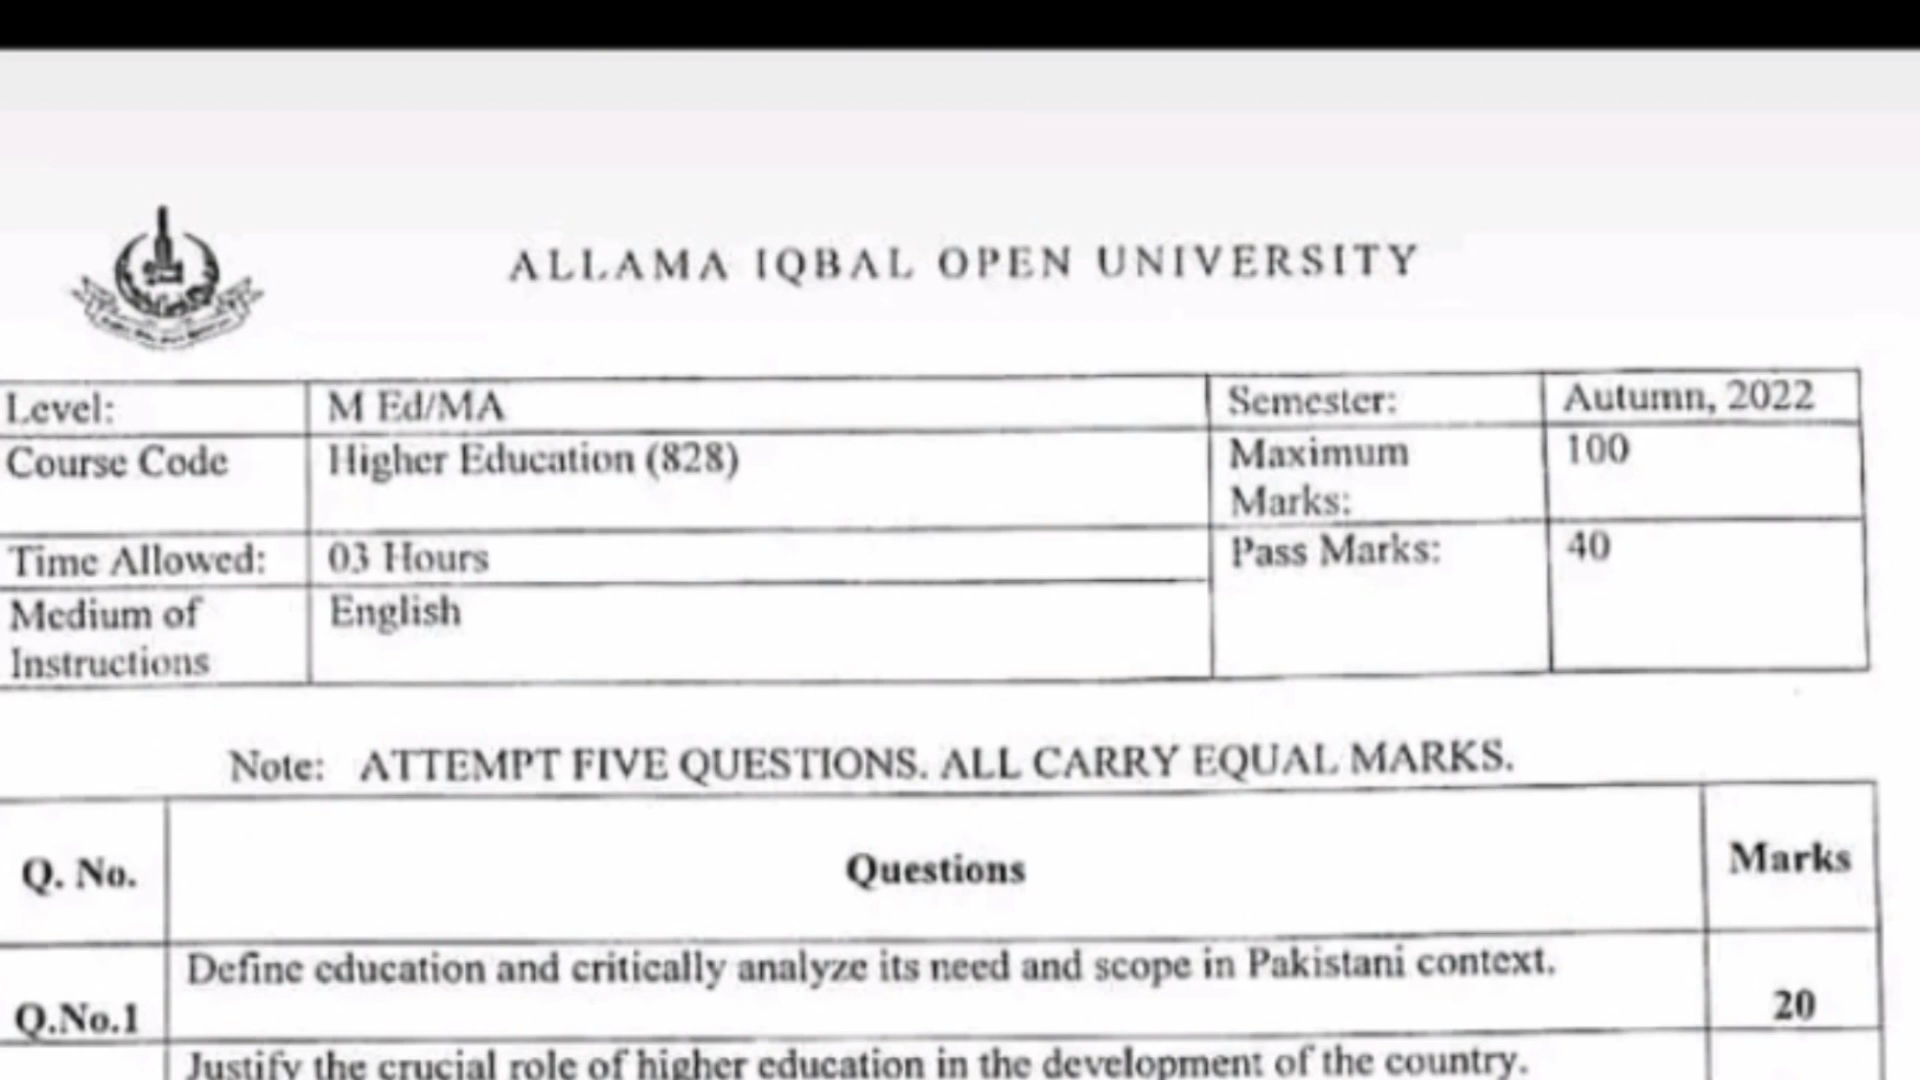 ALLAMA IQBAL OPEN UNIVERSITY
Level: M Ed/MA Semester: Autumn, 2022
Course Code Higher Education (828) Maximum Marks: 100
Time Allowed: 03 Hours Pass Marks: 40
Medium of Instructions English
Note: ATTEMPT FIVE QUESTIONS. ALL CARRY EQUAL MARKS.
Q. No. Questions Marks
Q.No.1 Define education and critically analyze its need and scope in Pakistani context. 20
Justify the crucial role of higher education in the development of the country.